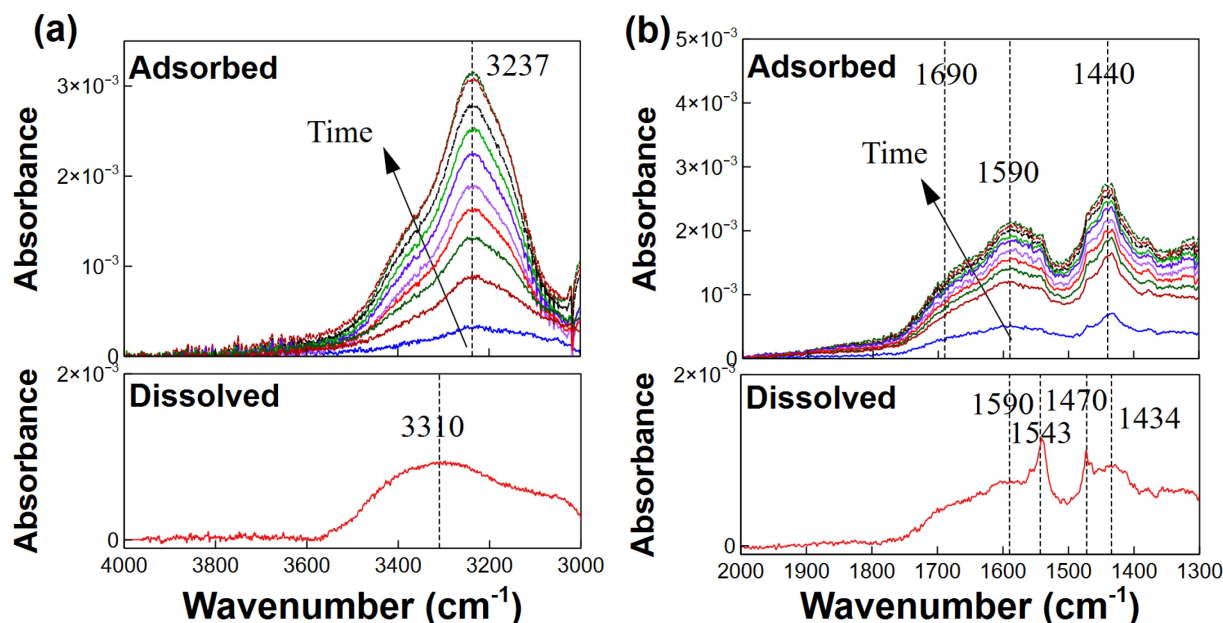 (a)
Adsorbed
3237
Time
Absorbance
3×10⁻³
2×10⁻³
1×10⁻³
0
Dissolved
3310
Absorbance
2×10⁻³
0
4000 3800 3600 3400 3200 3000
Wavenumber (cm⁻¹)
(b)
Adsorbed
1690
1590
1440
Time
Absorbance
5×10⁻³
4×10⁻³
3×10⁻³
2×10⁻³
1×10⁻³
0
Dissolved
1590
1543
1470
1434
Absorbance
2×10⁻³
0
2000 1900 1800 1700 1600 1500 1400 1300
Wavenumber (cm⁻¹)